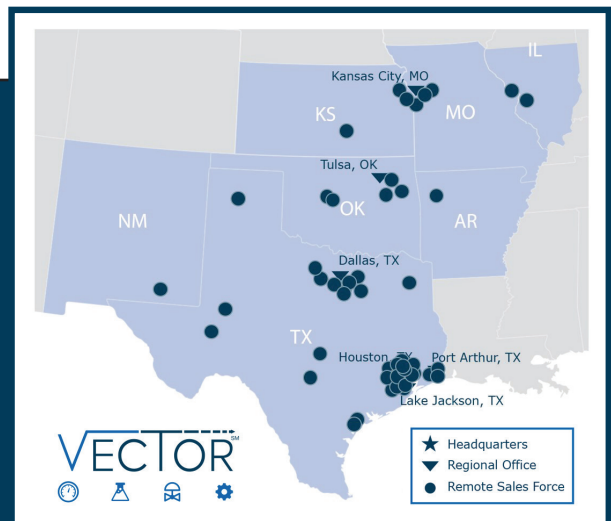 IL
Kansas City, MO
KS
MO
Tulsa, OK
NM
OK
AR
Dallas, TX
TX
Houston, TX
Port Arthur, TX
Lake Jackson, TX
VECTOR SM
Headquarters
Regional Office
Remote Sales Force